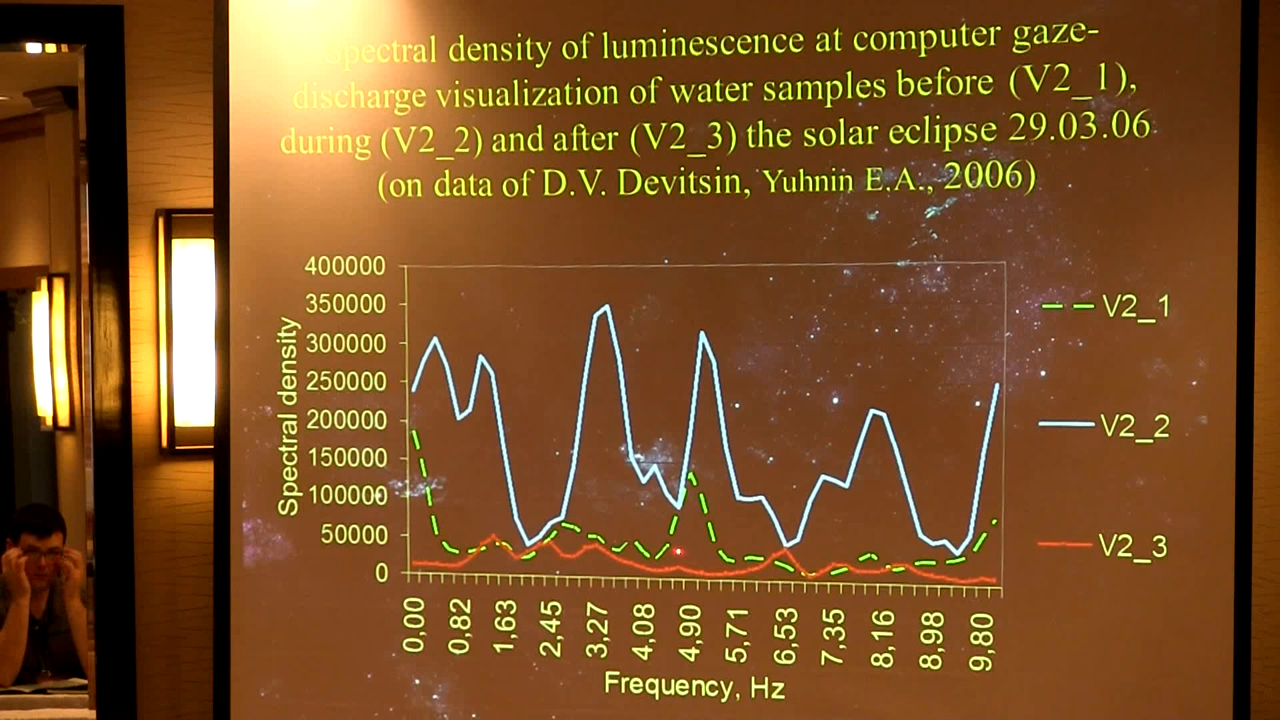 Spectral density of luminescence at computer gaze-
discharge visualization of water samples before (V2_1),
during (V2_2) and after (V2_3) the solar eclipse 29.03.06
(on data of D.V. Devitsin, Yuhnin E.A., 2006)
400000
350000
300000
250000
200000
150000
100000
50000
0
Spectral density
0,00 0,82 1,63 2,45 3,27 4,08 4,90 5,71 6,53 7,35 8,16 8,98 9,80
Frequency, Hz
V2_1
V2_2
V2_3